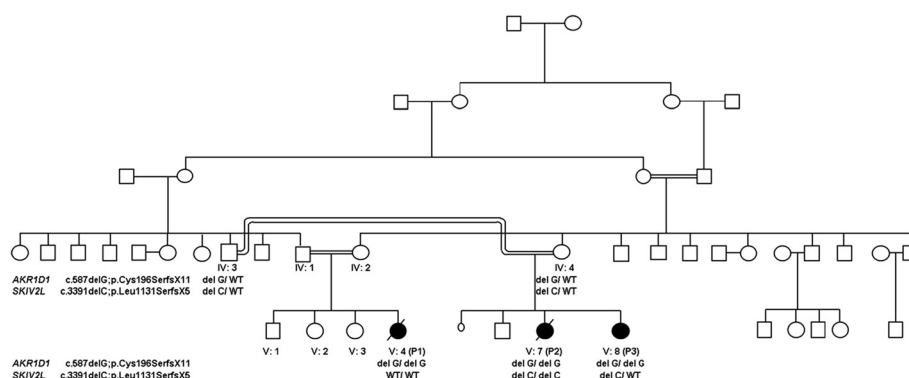 IV: 3 IV: 1 IV: 2 IV: 4
AKR1D1 c.587delG;p.Cys196SerfsX11 del G/ WT del G/ WT
SKIV2L c.3391delC;p.Leu1131SerfsX5 del C/ WT del C/ WT
V: 1 V: 2 V: 3 V: 4 (P1) V: 7 (P2) V: 8 (P3)
AKR1D1 c.587delG;p.Cys196SerfsX11 del G/ del G del G/ del G del G/ del G
SKIV2L c.3391delC;p.Leu1131SerfsX5 WT/ WT del C/ del C del C/ WT